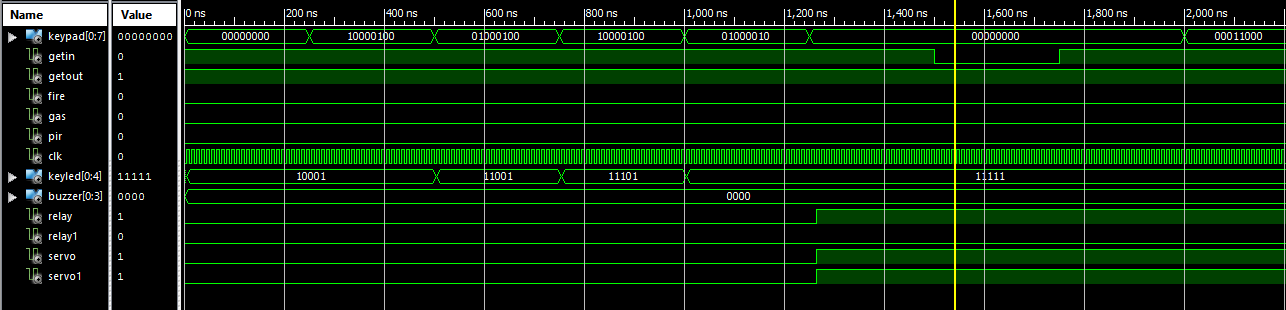 Name Value 0 ns 200 ns 400 ns 600 ns 800 ns 1,000 ns 1,200 ns 1,400 ns 1,600 ns 1,800 ns 2,000 ns
keypad[0:7] 00000000 00000000 10000100 01000100 10000100 01000010 00000000 00011000
getin 0
getout 1
fire 0
gas 0
pir 0
clk 0
keyled[0:4] 11111 10001 11001 11101 11111
buzzer[0:3] 0000 0000
relay 1
relay1 0
servo 1
servo1 1